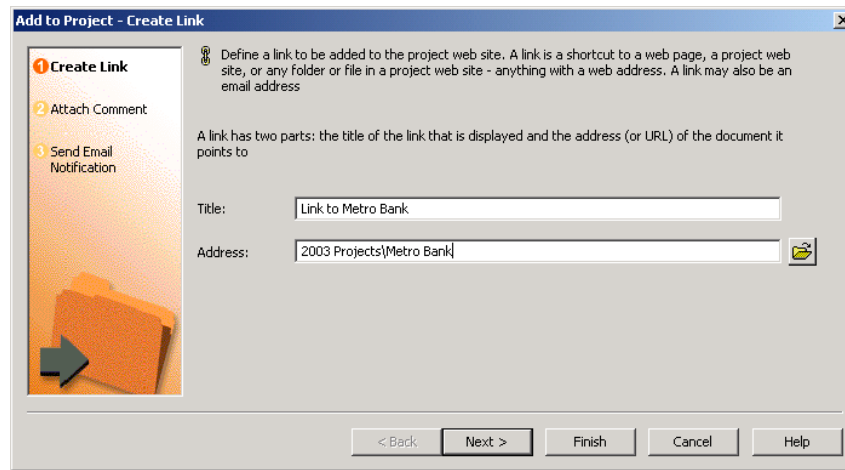 Add to Project - Create Link
1 Create Link
2 Attach Comment
3 Send Email
Notification
Define a link to be added to the project web site. A link is a shortcut to a web page, a project web
site, or any folder or file in a project web site - anything with a web address. A link may also be an
email address
A link has two parts: the title of the link that is displayed and the address (or URL) of the document it
points to
Title: Link to Metro Bank
Address: 2003 Projects\Metro Bank
< Back Next > Finish Cancel Help